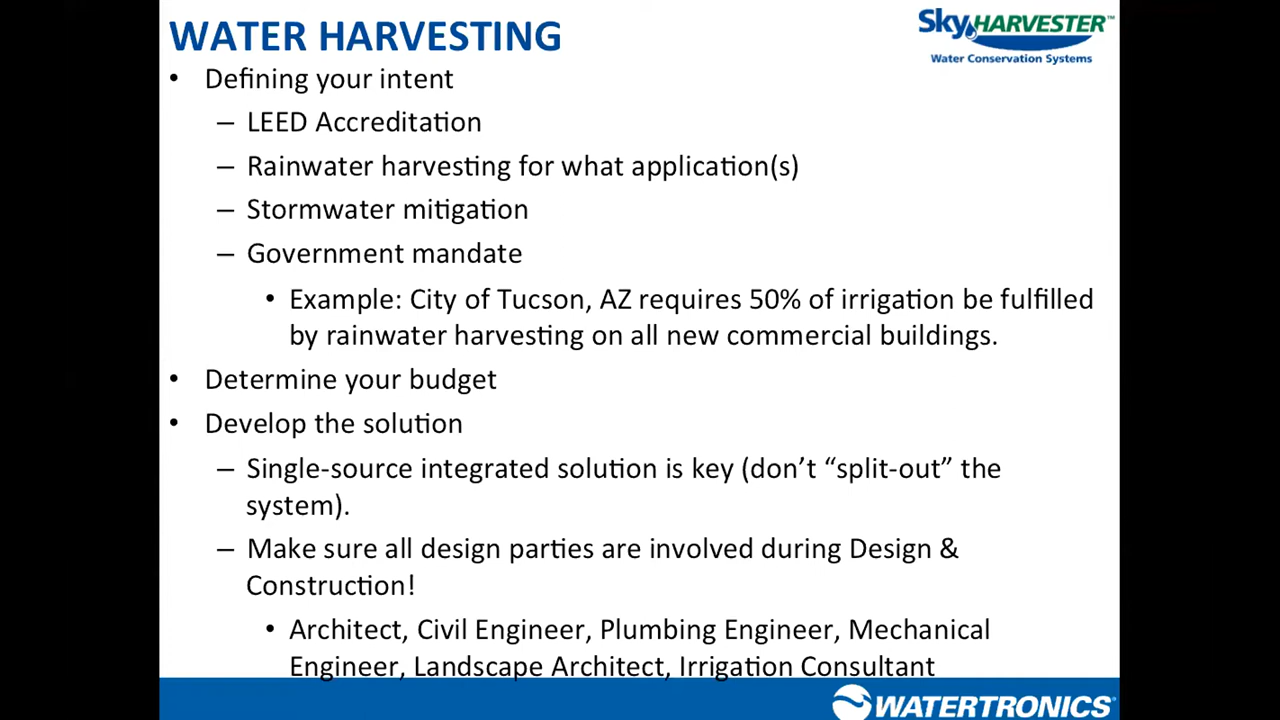 WATER HARVESTING
SkyHARVESTER™
Water Conservation Systems
• Defining your intent
– LEED Accreditation
– Rainwater harvesting for what application(s)
– Stormwater mitigation
– Government mandate
• Example: City of Tucson, AZ requires 50% of irrigation be fulfilled
by rainwater harvesting on all new commercial buildings.
• Determine your budget
• Develop the solution
– Single-source integrated solution is key (don’t “split-out” the
system).
– Make sure all design parties are involved during Design &
Construction!
• Architect, Civil Engineer, Plumbing Engineer, Mechanical
Engineer, Landscape Architect, Irrigation Consultant
WATERTRONICS®